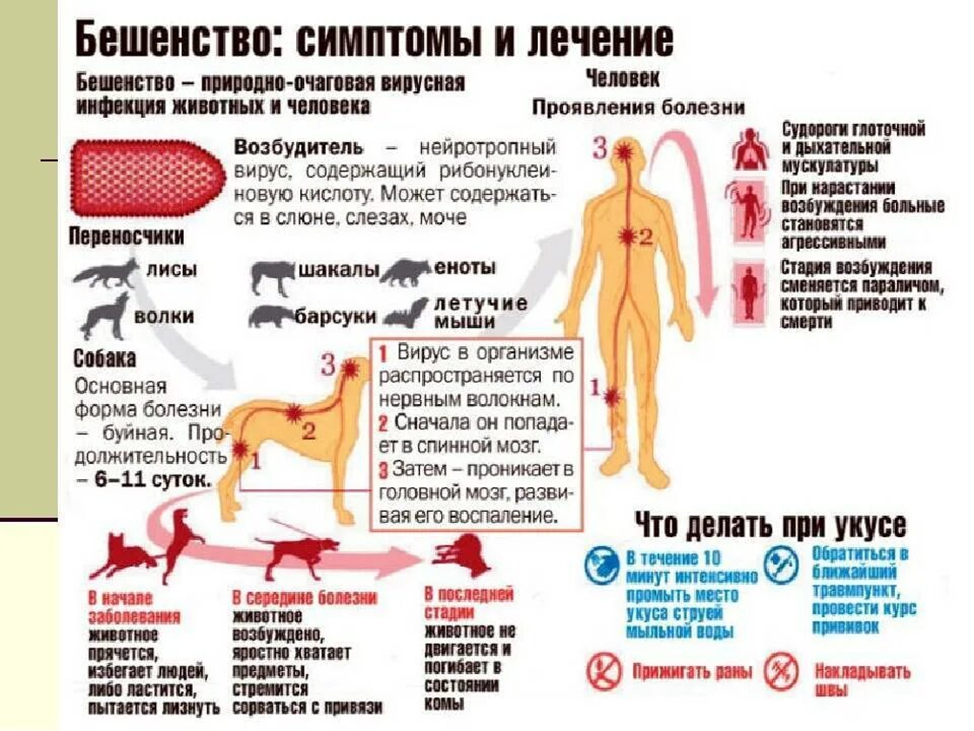 Бешенство: симптомы и лечение
Бешенство – природно-очаговая вирусная
инфекция животных и человека
Возбудитель – нейротропный
вирус, содержащий рибонуклеи-
новую кислоту. Может содержать-
ся в слюне, слезах, моче
Переносчики
лисы
шакалы
еноты
волки
барсуки
летучие
мыши
Собака
Основная
форма болезни
– буйная. Про-
должительность
– 6–11 суток.
3
2
1
1 Вирус в организме
распространяется по
нервным волокнам.
2 Сначала он попада-
ет в спинной мозг.
3 Затем – проникает в
головной мозг, разви-
вая его воспаление.
Человек
Проявления болезни
3
2
1
Судороги глоточной
и дыхательной
мускулатуры
При нарастании
возбуждения больные
становятся
агрессивными
Стадия возбуждения
сменяется параличом,
который приводит к
смерти
В начале
заболевания
животное
прячется,
избегает людей,
либо ластится,
пытается лизнуть
В середине болезни
животное
возбуждено,
яростно хватает
предметы,
стремится
сорваться с привязи
В последней
стадии
животное не
двигается и
погибает в
состоянии
комы
Что делать при укусе
В течение 10
минут интенсивно
промыть место
укуса струей
мыльной воды
Обратиться в
ближайший
травмпункт,
провести курс
прививок
Прижигать раны
Накладывать
швы